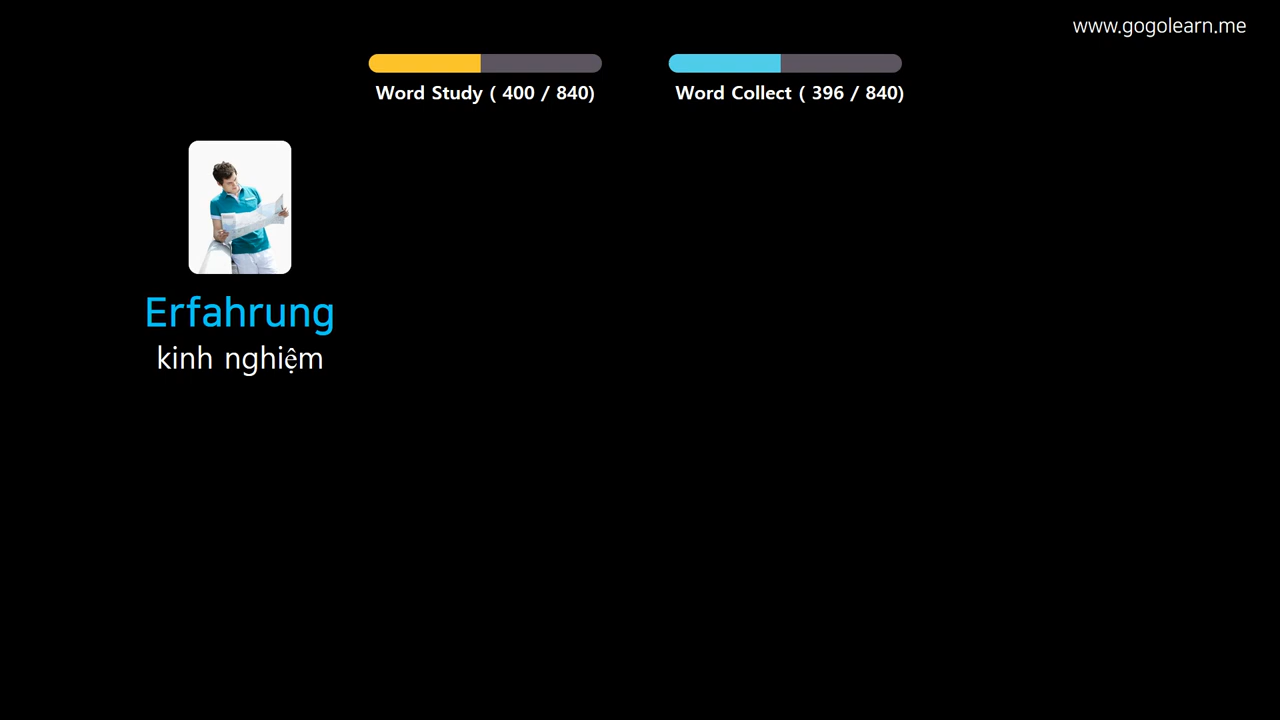 www.gogolearn.me
Word Study ( 400 / 840)
Word Collect ( 396 / 840)
Erfahrung
kinh nghiệm